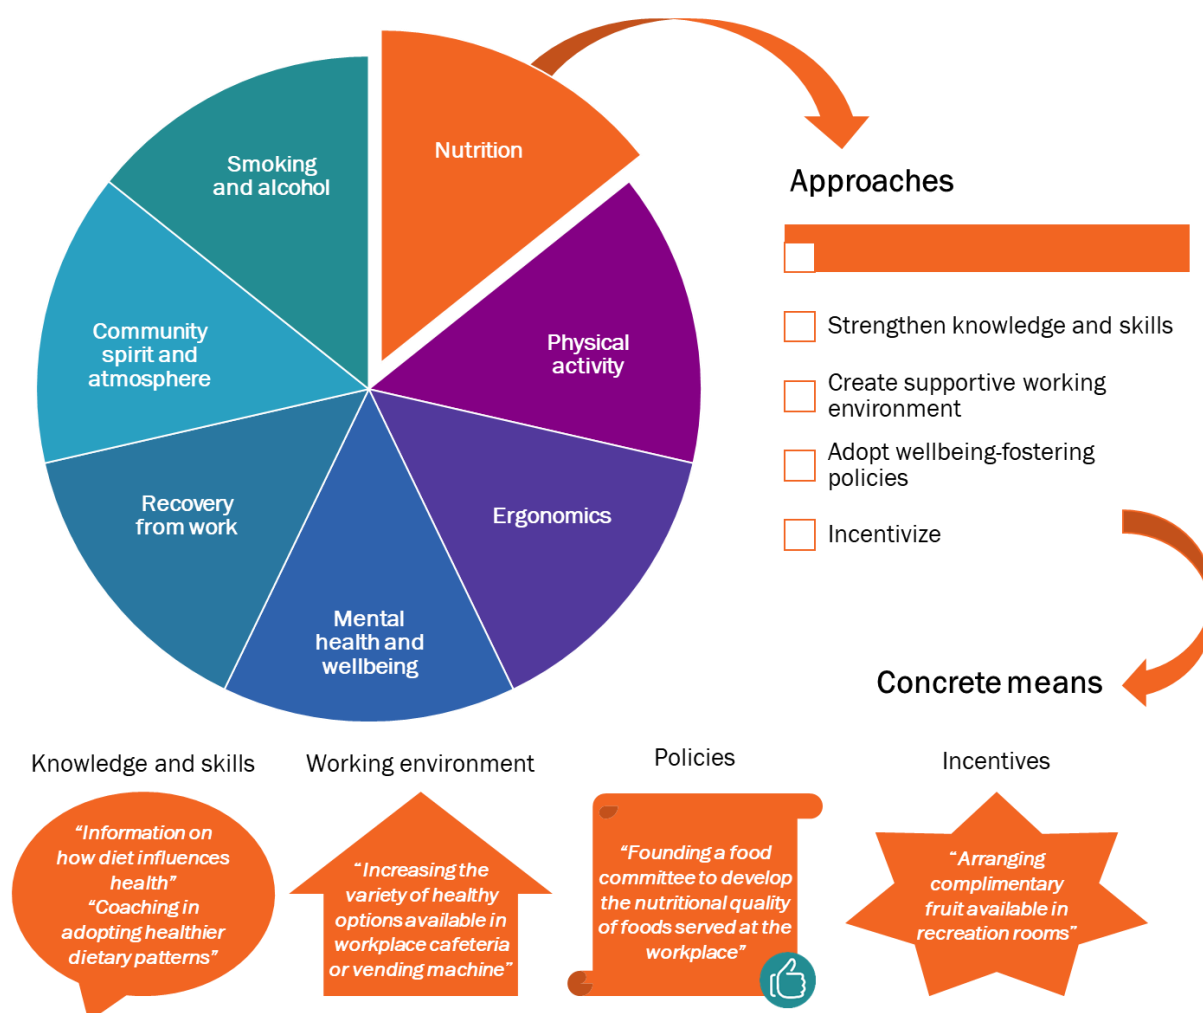 Nutrition
Smoking
and alcohol
Physical
activity
Community
spirit and
atmosphere
Ergonomics
Recovery
from work
Mental
health and
wellbeing
Approaches
Strengthen knowledge and skills
Create supportive working
environment
Adopt wellbeing-fostering
policies
Incentivize
Concrete means
Knowledge and skills
“Information on
how diet influences
health”
“Coaching in
adopting healthier
dietary patterns”
Working environment
“Increasing the
variety of healthy
options available in
workplace cafeteria
or vending machine”
Policies
“Founding a food
committee to develop
the nutritional quality
of foods served at the
workplace”
Incentives
“Arranging
complimentary
fruit available in
recreation rooms”